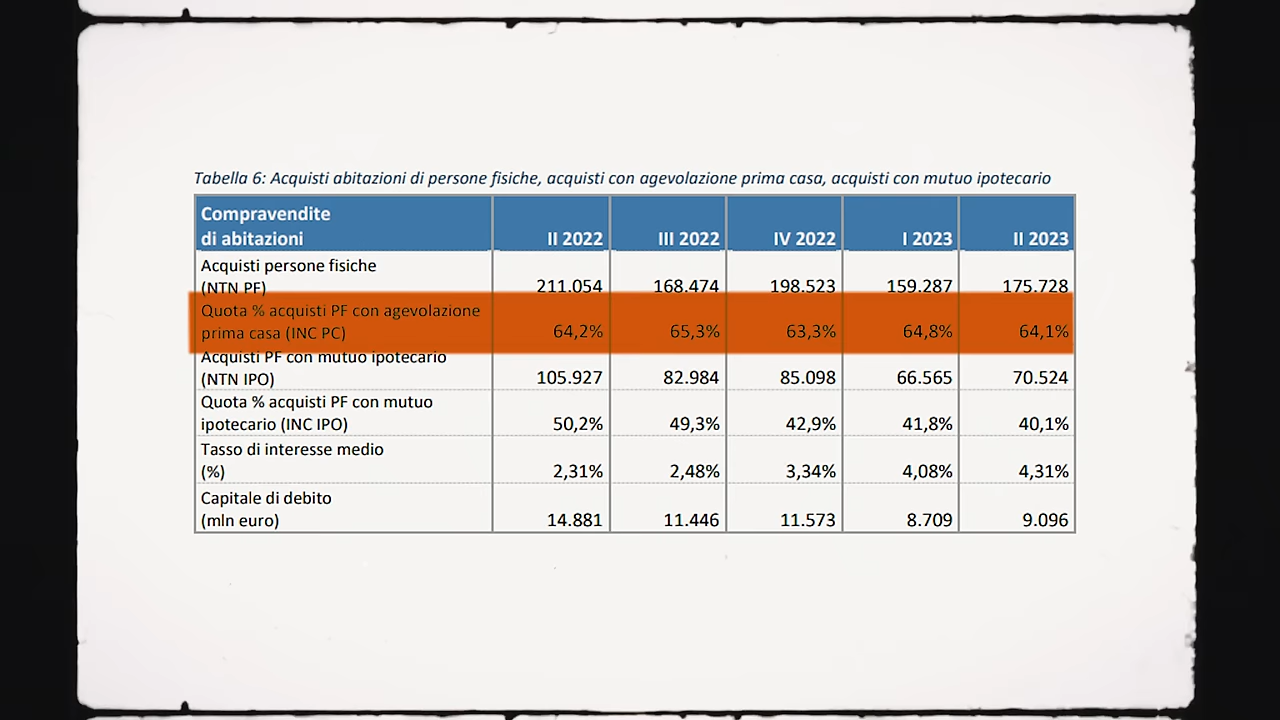 Tabella 6: Acquisti abitazioni di persone fisiche, acquisti con agevolazione prima casa, acquisti con mutuo ipotecario
Compravendite
di abitazioni II 2022 III 2022 IV 2022 I 2023 II 2023
Acquisti persone fisiche
(NTN PF) 211.054 168.474 198.523 159.287 175.728
Quota % acquisti PF con agevolazione
prima casa (INC PC) 64,2% 65,3% 63,3% 64,8% 64,1%
Acquisti PF con mutuo ipotecario
(NTN IPO) 105.927 82.984 85.098 66.565 70.524
Quota % acquisti PF con mutuo
ipotecario (INC IPO) 50,2% 49,3% 42,9% 41,8% 40,1%
Tasso di interesse medio
(%) 2,31% 2,48% 3,34% 4,08% 4,31%
Capitale di debito
(mln euro) 14.881 11.446 11.573 8.709 9.096